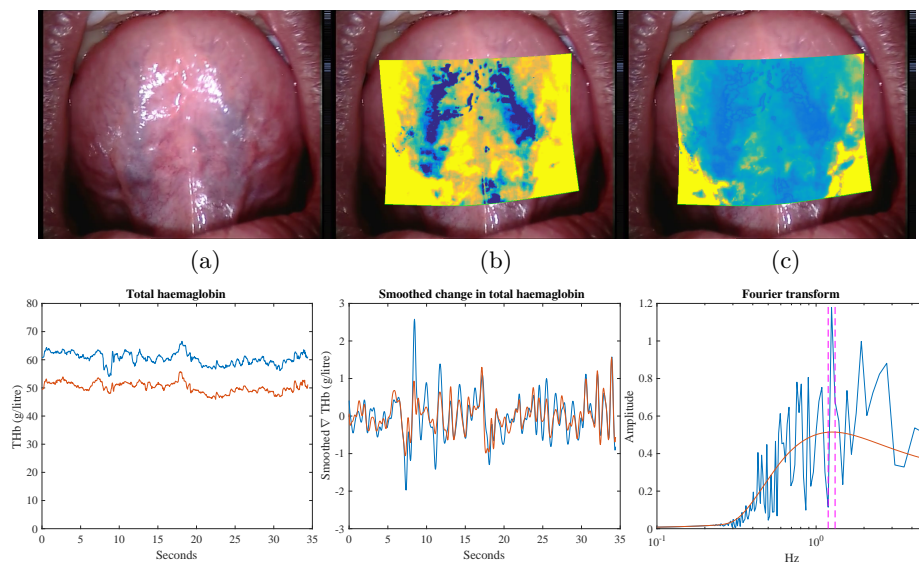 (a)
(b)
(c)
Total haemaglobin
THb (g/litre)
80
70
60
50
40
30
20
10
0
0 5 10 15 20 25 30 35
Seconds
Smoothed change in total haemaglobin
Smoothed ∇ THb (g/litre)
3
2
1
0
-1
-2
-3
0 5 10 15 20 25 30 35
Seconds
Fourier transform
Amplitude
1.2
1
0.8
0.6
0.4
0.2
0
10-1 100
Hz